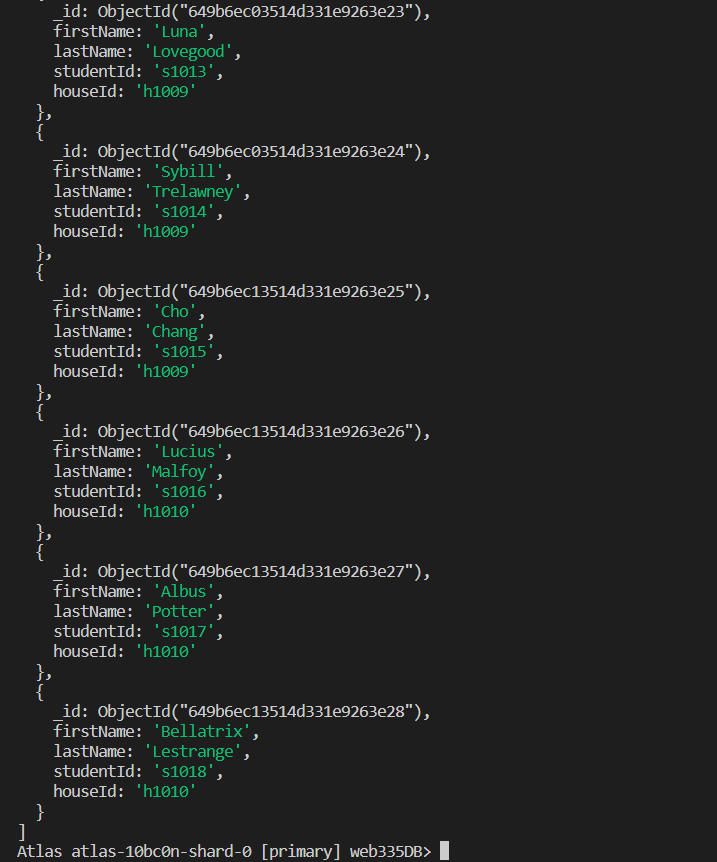 _id: ObjectId("649b6ec03514d331e9263e23"),
firstName: 'Luna',
lastName: 'Lovegood',
studentId: 's1013',
houseId: 'h1009'
},
{
_id: ObjectId("649b6ec03514d331e9263e24"),
firstName: 'Sybill',
lastName: 'Trelawney',
studentId: 's1014',
houseId: 'h1009'
},
{
_id: ObjectId("649b6ec13514d331e9263e25"),
firstName: 'Cho',
lastName: 'Chang',
studentId: 's1015',
houseId: 'h1009'
},
{
_id: ObjectId("649b6ec13514d331e9263e26"),
firstName: 'Lucius',
lastName: 'Malfoy',
studentId: 's1016',
houseId: 'h1010'
},
{
_id: ObjectId("649b6ec13514d331e9263e27"),
firstName: 'Albus',
lastName: 'Potter',
studentId: 's1017',
houseId: 'h1010'
},
{
_id: ObjectId("649b6ec13514d331e9263e28"),
firstName: 'Bellatrix',
lastName: 'Lestrange',
studentId: 's1018',
houseId: 'h1010'
}
]
Atlas atlas-10bc0n-shard-0 [primary] web335DB>